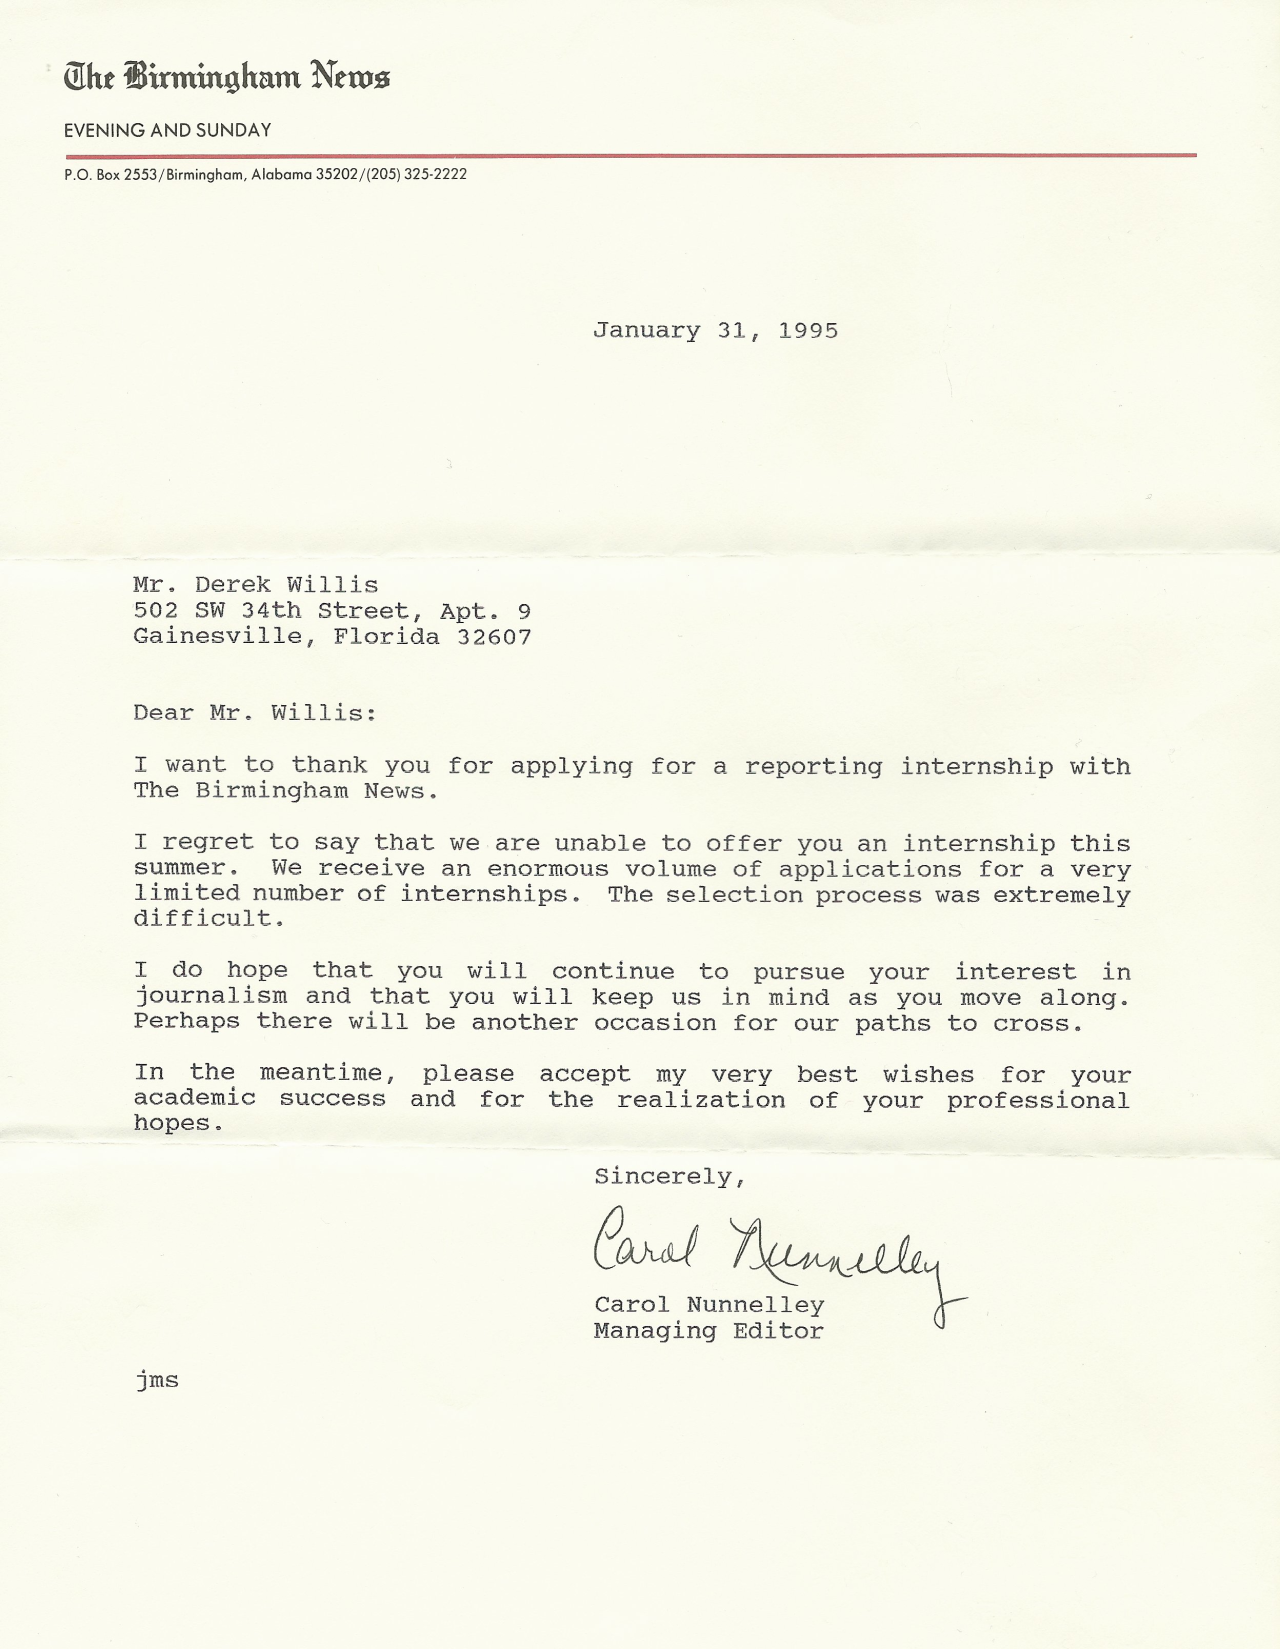 The Birmingham News
EVENING AND SUNDAY
P.O. Box 2553/Birmingham, Alabama 35202/(205) 325-2222
January 31, 1995
Mr. Derek Willis
502 SW 34th Street, Apt. 9
Gainesville, Florida 32607
Dear Mr. Willis:
I want to thank you for applying for a reporting internship with
The Birmingham News.
I regret to say that we are unable to offer you an internship this
summer. We receive an enormous volume of applications for a very
limited number of internships. The selection process was extremely
difficult.
I do hope that you will continue to pursue your interest in
journalism and that you will keep us in mind as you move along.
Perhaps there will be another occasion for our paths to cross.
In the meantime, please accept my very best wishes for your
academic success and for the realization of your professional
hopes.
Sincerely,
Carol Nunnelley
Carol Nunnelley
Managing Editor
jms